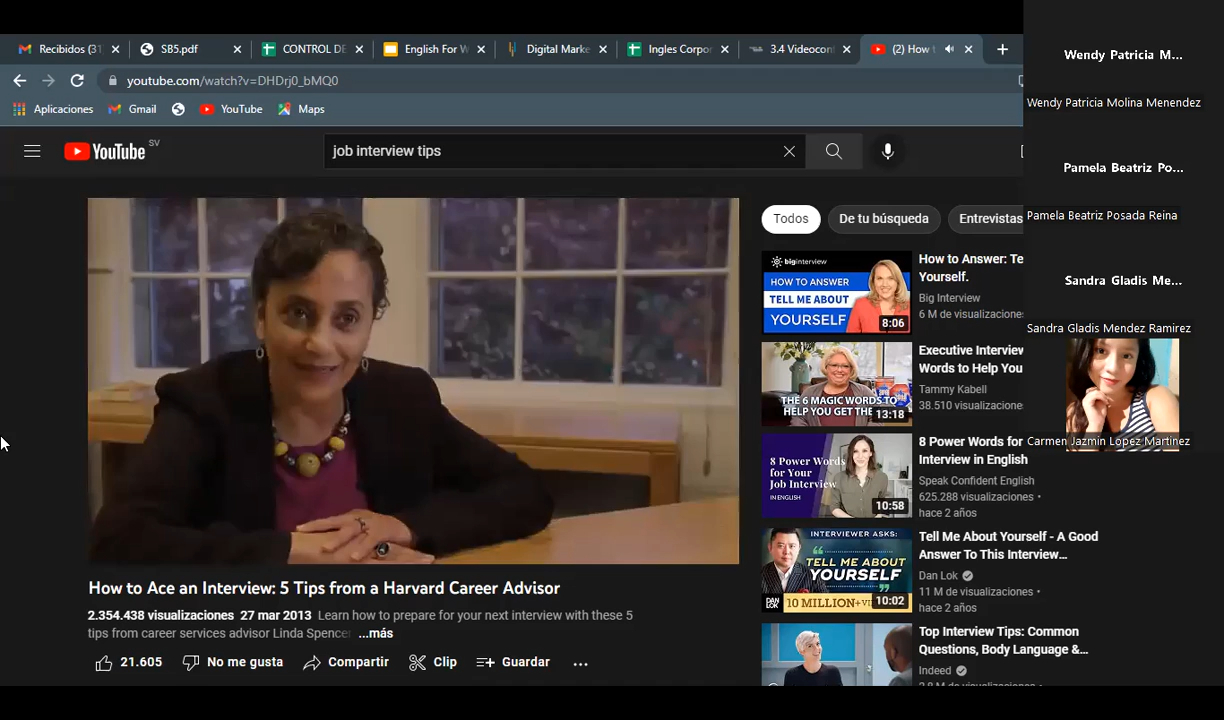 Recibidos (31
SB5.pdf
CONTROL DE
English For W
Digital Marke
Ingles Corpo
3.4 Videocon
(2) How t
youtube.com/watch?v=DHDrj0_bMQ0
Aplicaciones
Gmail
YouTube
Maps
YouTube SV
job interview tips
Todos
De tu búsqueda
Entrevistas
biginterview
HOW TO ANSWER
TELL ME ABOUT
YOURSELF
8:06
How to Answer: Te
Yourself.
Big Interview
6 M de visualizacione
THE 6 MAGIC WORDS TO
HELP YOU GET THE
13:18
Executive Interview
Words to Help You
Tammy Kabell
38.510 visualizacione
8 Power Words
for Your
Job Interview
IN ENGLISH
10:58
8 Power Words for
Interview in English
Speak Confident English
625.288 visualizaciones •
hace 2 años
INTERVIEWER ASKS:
"TELL ME ABOUT
YOURSELF"
DAN
LOK
10 MILLION+
10:02
Tell Me About Yourself - A Good
Answer To This Interview...
Dan Lok
11 M de visualizaciones •
hace 2 años
Top Interview Tips: Common
Questions, Body Language &...
Indeed
How to Ace an Interview: 5 Tips from a Harvard Career Advisor
2.354.438 visualizaciones 27 mar 2013 Learn how to prepare for your next interview with these 5
tips from career services advisor Linda Spencer ...más
21.605
No me gusta
Compartir
Clip
Guardar
Wendy Patricia M...
Wendy Patricia Molina Menendez
Pamela Beatriz Po...
Pamela Beatriz Posada Reina
Sandra Gladis Me...
Sandra Gladis Mendez Ramirez
Carmen Jazmin Lopez Martinez